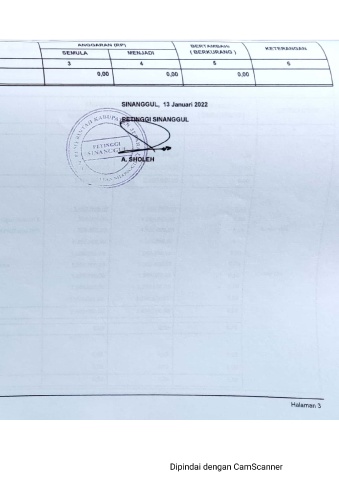 ANGGARAN (RP)
BERTAMBAH
KETERANGAN
SEMULA
MENJADI
( BERKURANG )
3
4
5
6
0,00
0,00
0,00
SINANGGUL, 13 Januari 2022
PETINGGI SINANGGUL
PETINGGI
SINANGGUL
A. SHOLEH
Halaman 3
Dipindai dengan CamScanner